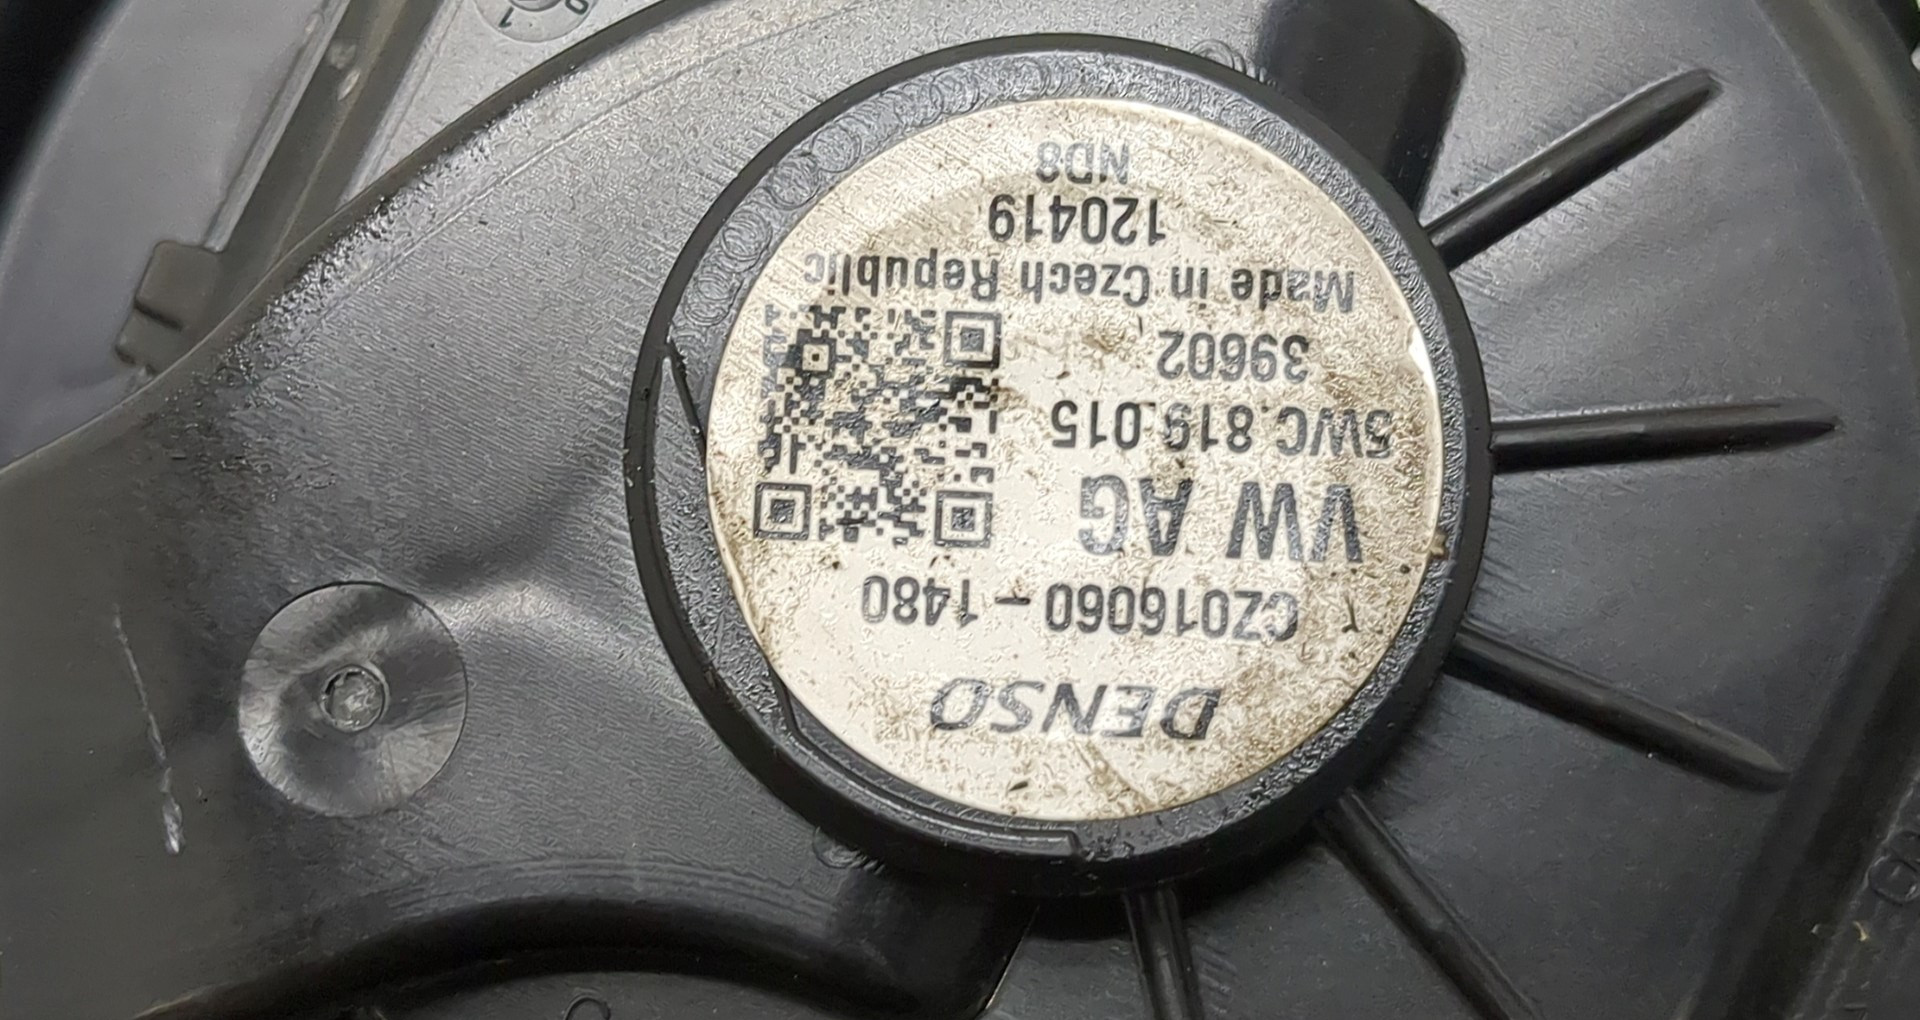 DENSO
CZ016060-1480
VW AG
5WC.819.015
39602
Made in Czech Republic
120419
ND8